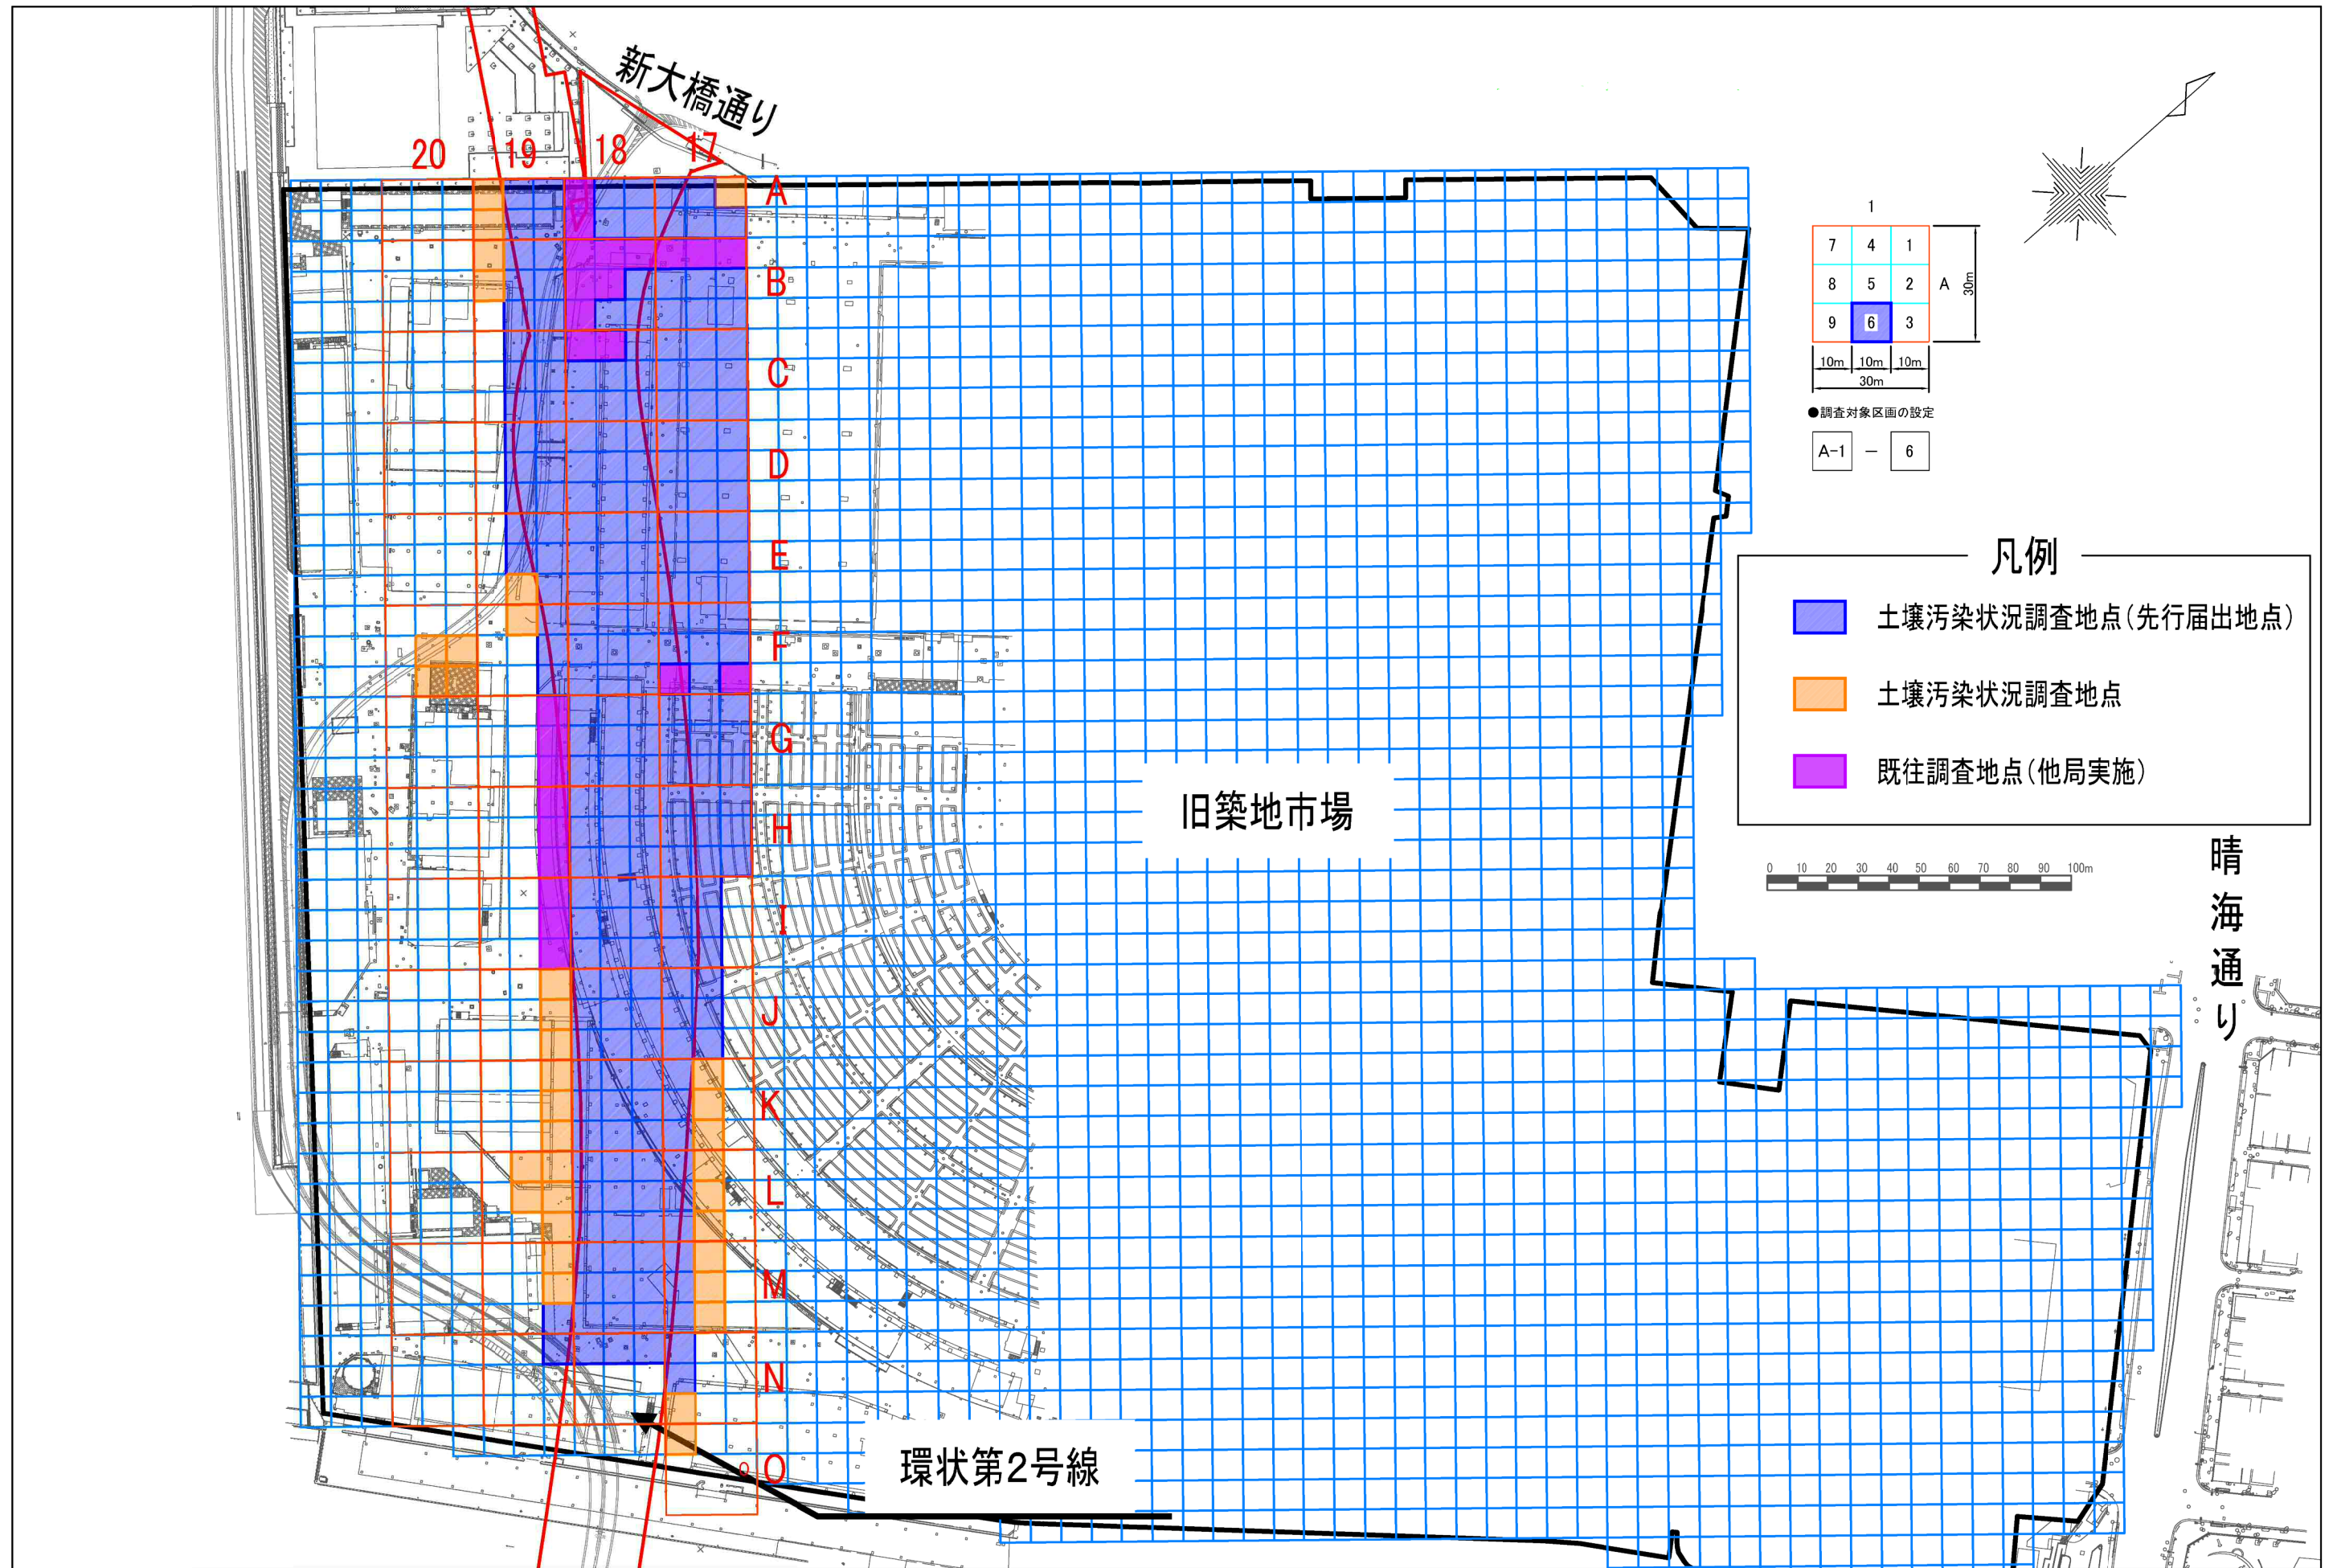 新大橋通り
20 19 18 17
A
B
C
D
E
F
G
H
I
J
K
L
M
N
O
1
7 4 1
8 5 2
9 6 3
A
30m
10m 10m 10m
30m
●調査対象区画の設定
A-1 － 6
凡例
土壌汚染状況調査地点(先行届出地点)
土壌汚染状況調査地点
既往調査地点(他局実施)
0 10 20 30 40 50 60 70 80 90 100m
旧築地市場
晴海通り
環状第2号線